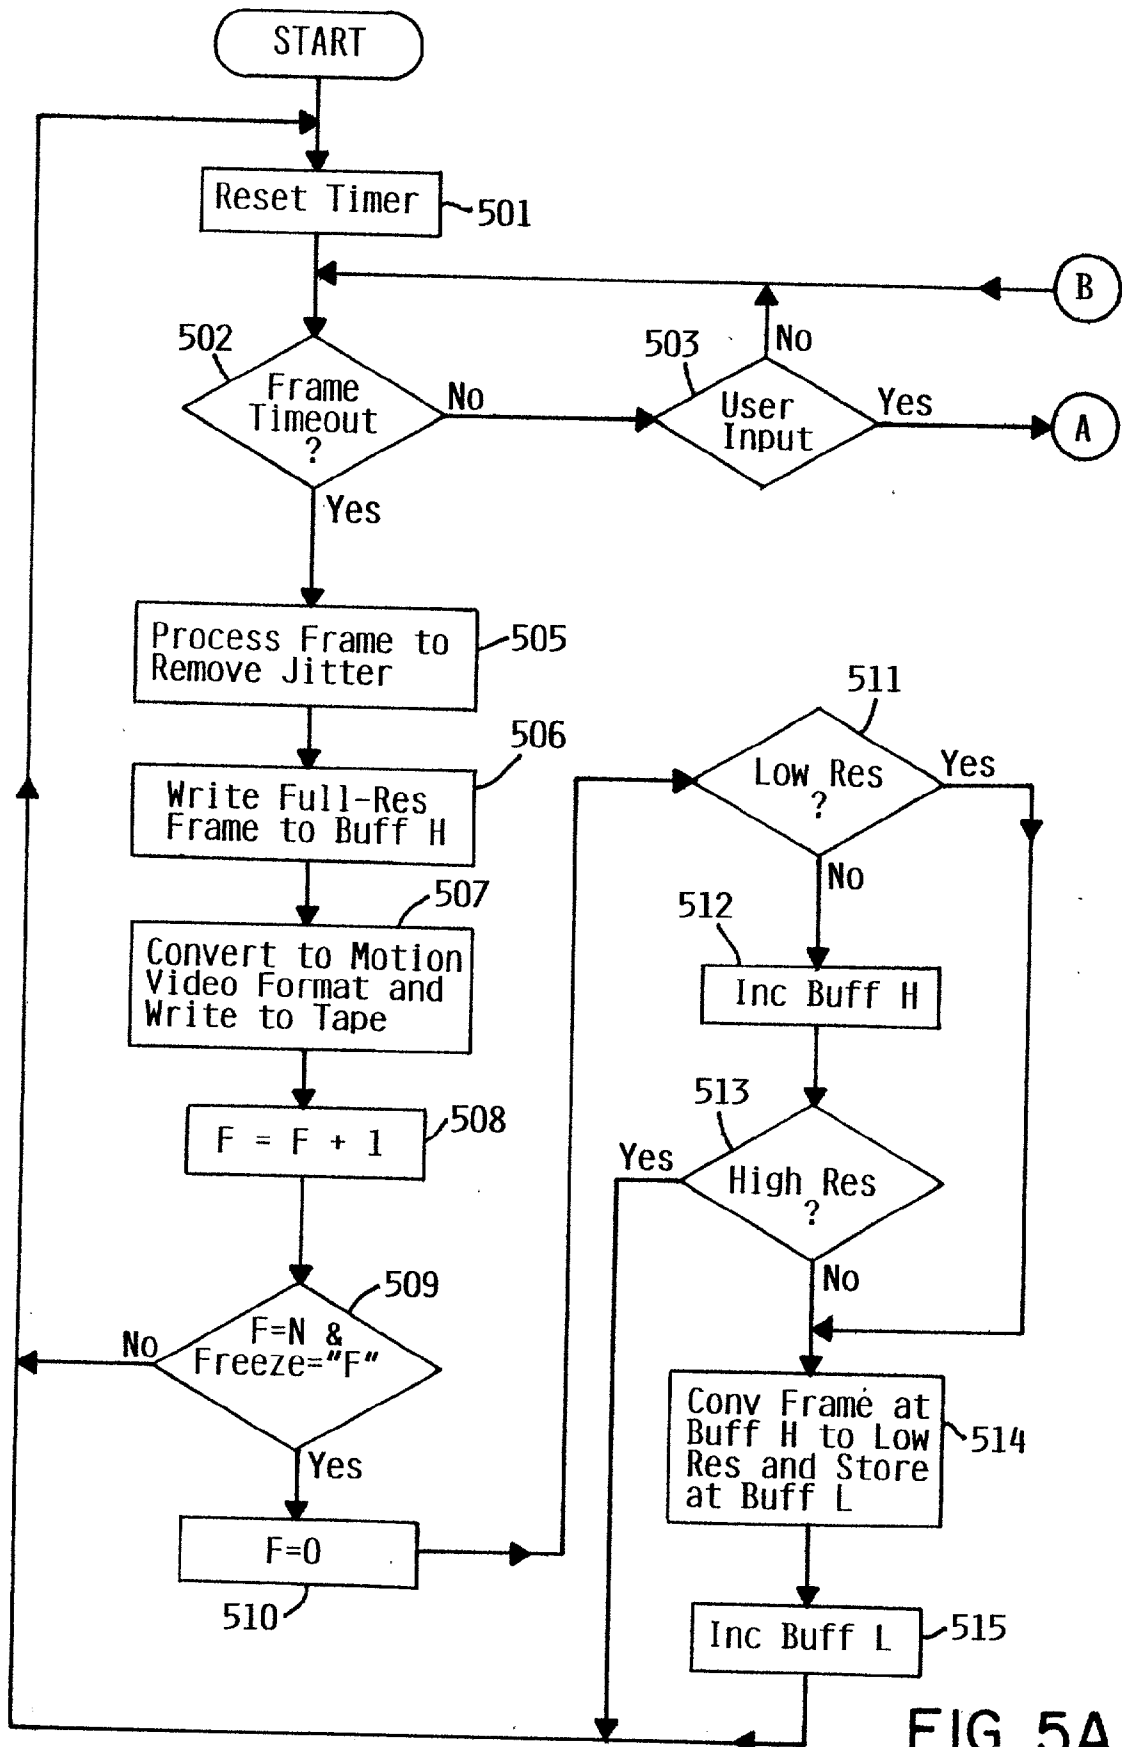 START
Reset Timer
501
B
502
Frame
Timeout
?
No
503
User
Input
No
Yes
A
Yes
Process Frame to
Remove Jitter
505
Write Full-Res
Frame to Buff H
506
Convert to Motion
Video Format and
Write to Tape
507
F = F + 1
508
F=N &
Freeze="F"
509
No
Yes
F=0
510
Low Res
?
511
Yes
No
512
Inc Buff H
513
High Res
?
Yes
No
Conv Frame at
Buff H to Low
Res and Store
at Buff L
514
Inc Buff L
515
FIG. 5A